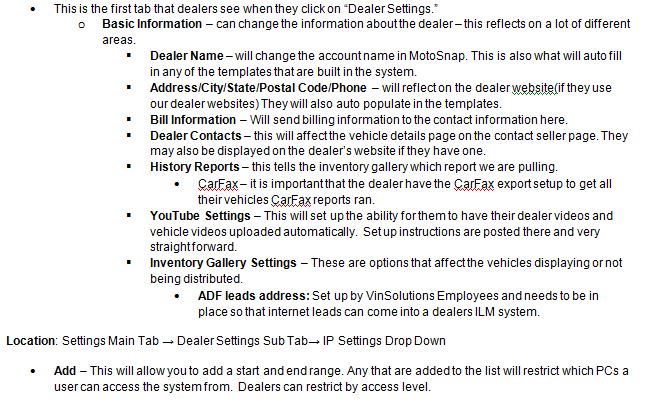 • This is the first tab that dealers see when they click on “Dealer Settings.”
o Basic Information – can change the information about the dealer – this reflects on a lot of different
areas.
▪ Dealer Name – will change the account name in MotoSnap. This is also what will auto fill
in any of the templates that are built in the system.
▪ Address/City/State/Postal Code/Phone – will reflect on the dealer website(if they use
our dealer websites) They will also auto populate in the templates.
▪ Bill Information – Will send billing information to the contact information here.
▪ Dealer Contacts – this will affect the vehicle details page on the contact seller page. They
may also be displayed on the dealer’s website if they have one.
▪ History Reports – this tells the inventory gallery which report we are pulling.
• CarFax – it is important that the dealer have the CarFax export setup to get all
their vehicles CarFax reports ran.
▪ YouTube Settings – This will set up the ability for them to have their dealer videos and
vehicle videos uploaded automatically. Set up instructions are posted there and very
straight forward.
▪ Inventory Gallery Settings – These are options that affect the vehicles displaying or not
being distributed.
• ADF leads address: Set up by VinSolutions Employees and needs to be in
place so that internet leads can come into a dealers ILM system.
Location: Settings Main Tab → Dealer Settings Sub Tab → IP Settings Drop Down
• Add – This will allow you to add a start and end range. Any that are added to the list will restrict which PCs a
user can access the system from. Dealers can restrict by access level.